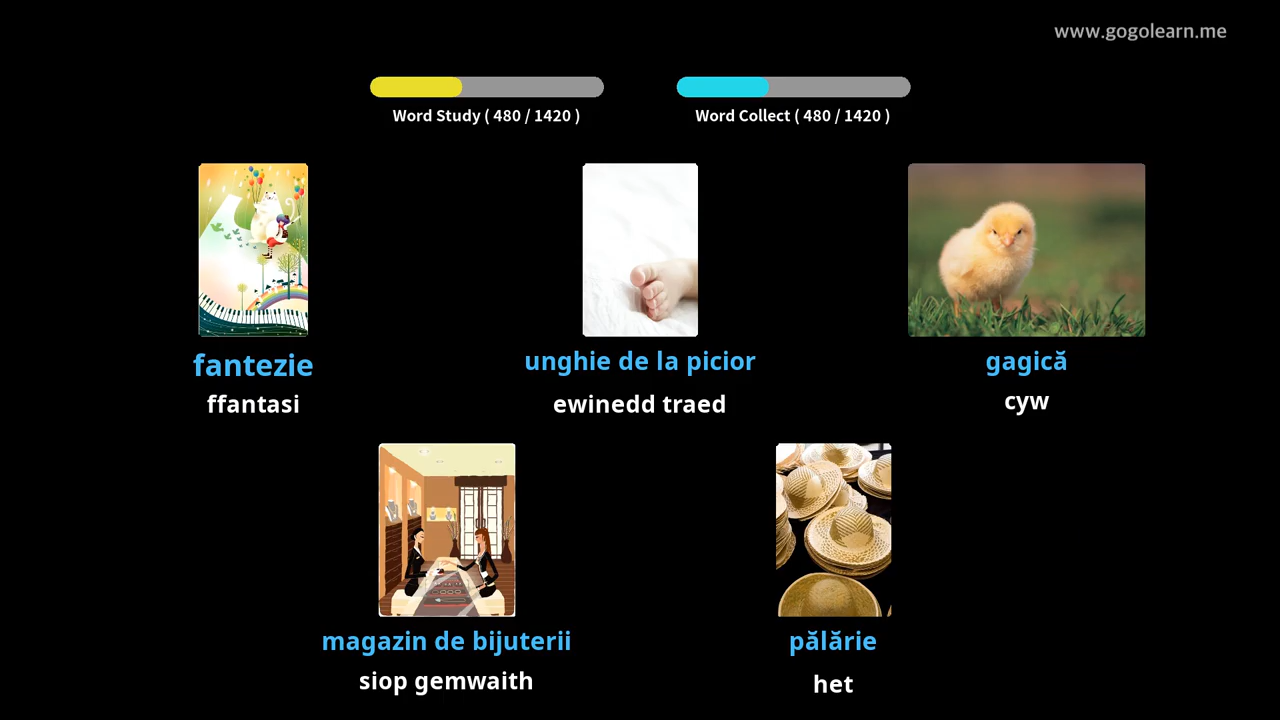 www.gogolearn.me
Word Study ( 480 / 1420 )
Word Collect ( 480 / 1420 )
fantezie
ffantasi
unghie de la picior
ewinedd traed
gagică
cyw
magazin de bijuterii
siop gemwaith
pălărie
het